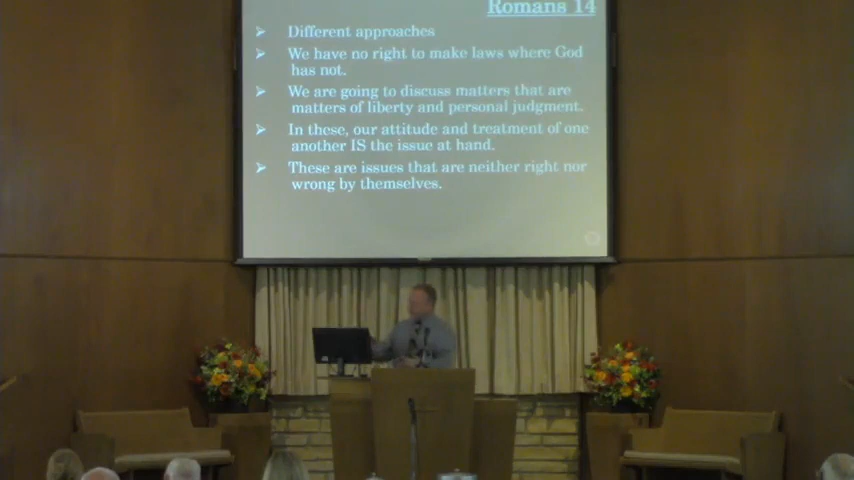 Romans 14
Different approaches
We have no right to make laws where God
has not.
We are going to discuss matters that are
matters of liberty and personal judgment.
In these, our attitude and treatment of one
another IS the issue at hand.
These are issues that are neither right nor
wrong by themselves.